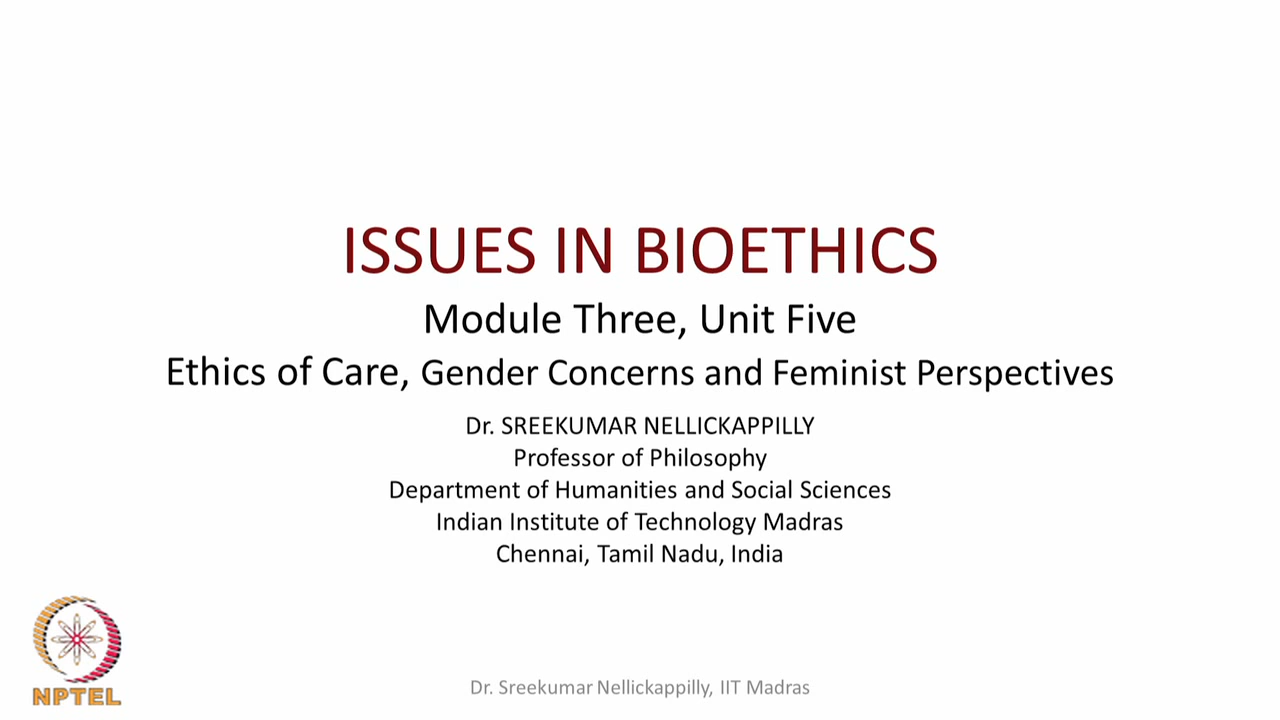 ISSUES IN BIOETHICS
Module Three, Unit Five
Ethics of Care, Gender Concerns and Feminist Perspectives
Dr. SREEKUMAR NELLICKAPPILLY
Professor of Philosophy
Department of Humanities and Social Sciences
Indian Institute of Technology Madras
Chennai, Tamil Nadu, India
NPTEL
Dr. Sreekumar Nellickappilly, IIT Madras